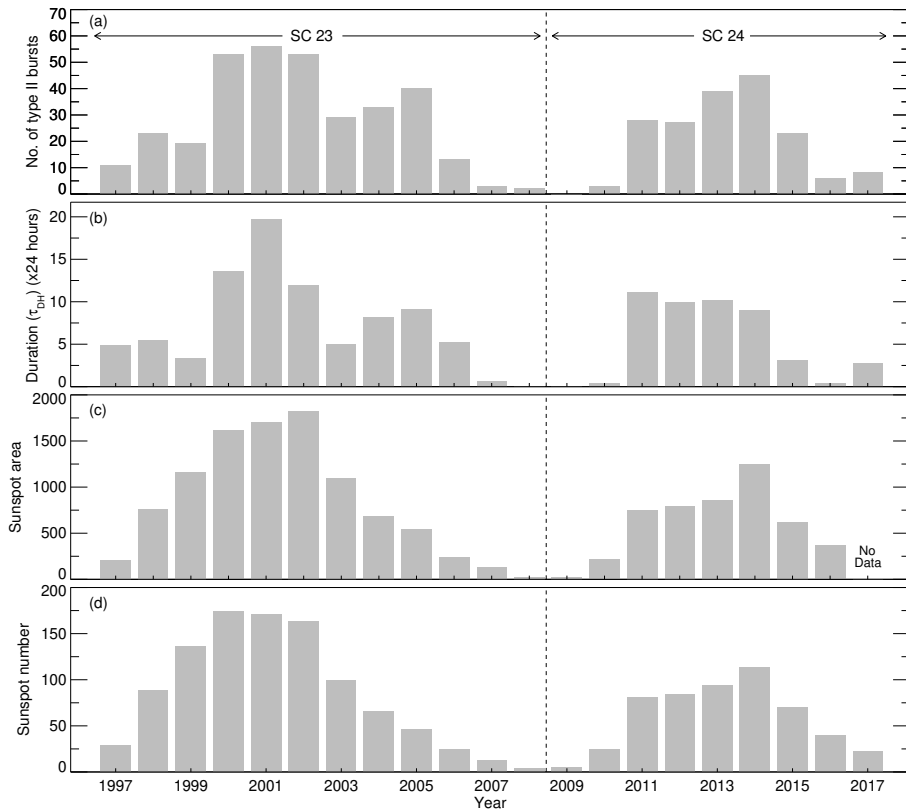 (a)
SC 23
SC 24
No. of type II bursts
70
60
50
40
30
20
10
0
(b)
Duration (τDH) (x24 hours)
20
15
10
5
0
(c)
Sunspot area
2000
1500
1000
500
0
No
Data
(d)
Sunspot number
200
150
100
50
0
1997 1999 2001 2003 2005 2007 2009 2011 2013 2015 2017
Year